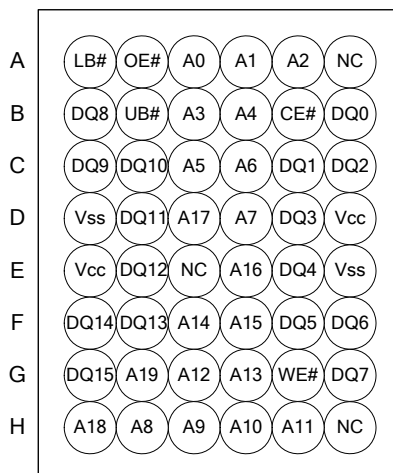 A LB# OE# A0 A1 A2 NC
B DQ8 UB# A3 A4 CE# DQ0
C DQ9 DQ10 A5 A6 DQ1 DQ2
D Vss DQ11 A17 A7 DQ3 Vcc
E Vcc DQ12 NC A16 DQ4 Vss
F DQ14 DQ13 A14 A15 DQ5 DQ6
G DQ15 A19 A12 A13 WE# DQ7
H A18 A8 A9 A10 A11 NC